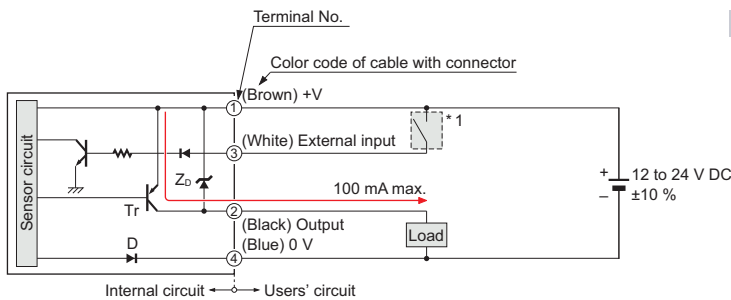 Terminal No.
Color code of cable with connector
(Brown) +V
1
* 1
(White) External input
3
Sensor circuit
ZD
100 mA max.
+ 12 to 24 V DC
– ±10 %
Tr
2
(Black) Output
Load
(Blue) 0 V
D
4
Internal circuit
Users' circuit